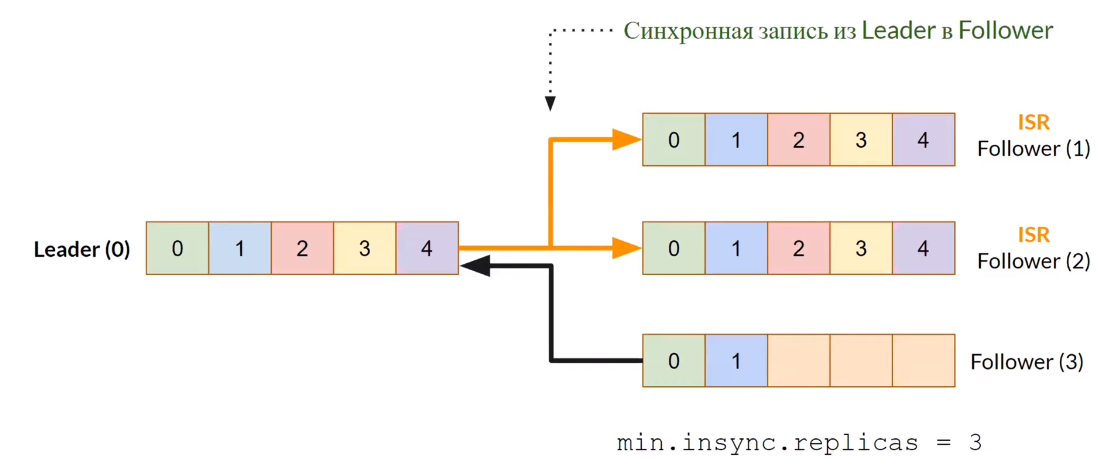 Синхронная запись из Leader в Follower
0 1 2 3 4
ISR
Follower (1)
Leader (0)
0 1 2 3 4
0 1 2 3 4
ISR
Follower (2)
0 1
Follower (3)
min.insync.replicas = 3